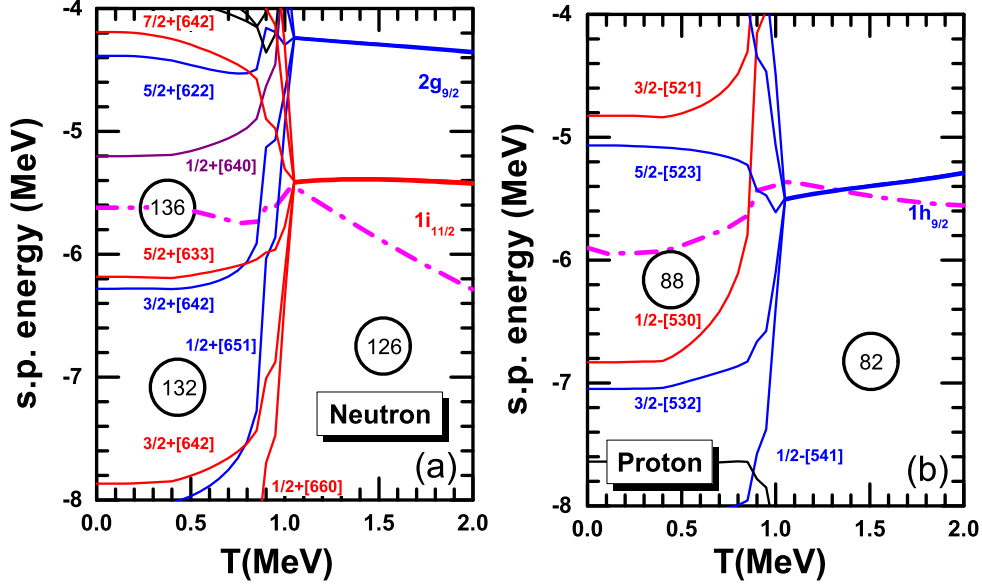 -4
-5
-6
-7
-8
s.p. energy (MeV)
7/2+[642]
5/2+[622]
2g9/2
1/2+[640]
136
1i11/2
5/2+[633]
3/2+[642]
1/2+[651]
126
132
Neutron
3/2+[642]
(a)
1/2+[660]
0.0 0.5 1.0 1.5 2.0
T(MeV)
-4
-5
-6
-7
-8
s.p. energy (MeV)
3/2-[521]
5/2-[523]
1h9/2
88
1/2-[530]
82
3/2-[532]
1/2-[541]
Proton
(b)
0.0 0.5 1.0 1.5 2.0
T(MeV)